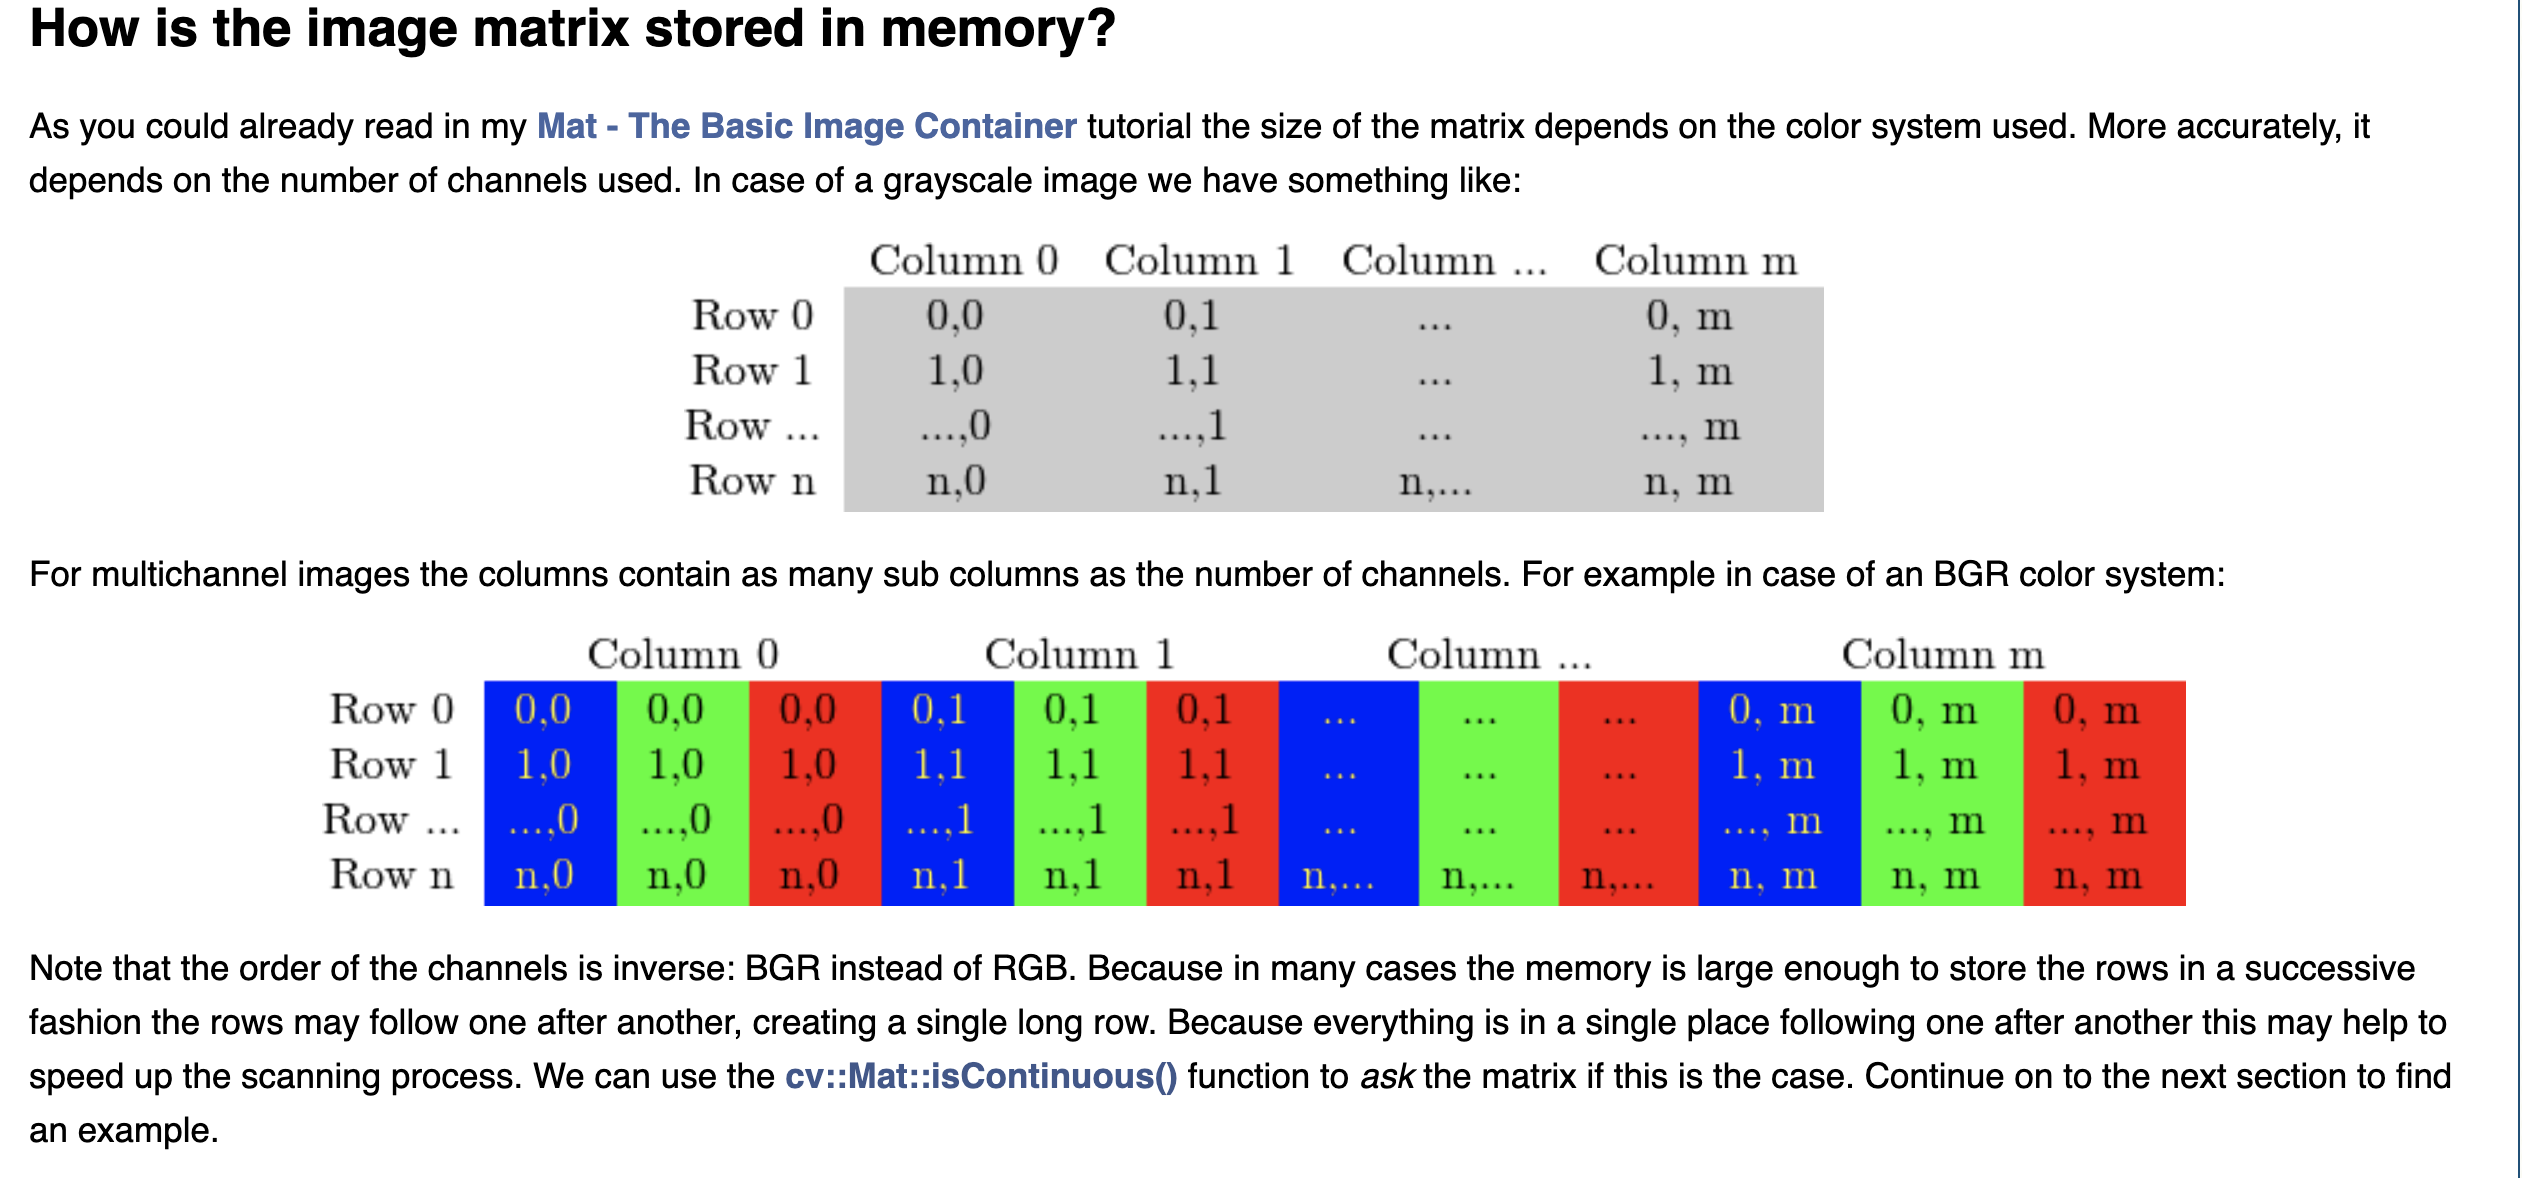 How is the image matrix stored in memory?
As you could already read in my Mat - The Basic Image Container tutorial the size of the matrix depends on the color system used. More accurately, it
depends on the number of channels used. In case of a grayscale image we have something like:
Column 0 Column 1 Column ... Column m
Row 0 0,0 0,1 ... 0, m
Row 1 1,0 1,1 ... 1, m
Row ... ...,0 ...,1 ... ..., m
Row n n,0 n,1 n,... n, m
For multichannel images the columns contain as many sub columns as the number of channels. For example in case of an BGR color system:
Column 0 Column 1 Column ... Column m
Row 0 0,0 0,0 0,0 0,1 0,1 0,1 ... ... ... 0, m 0, m 0, m
Row 1 1,0 1,0 1,0 1,1 1,1 1,1 ... ... ... 1, m 1, m 1, m
Row ... ...,0 ...,0 ...,0 ...,1 ...,1 ...,1 ... ... ... ..., m ..., m ..., m
Row n n,0 n,0 n,0 n,1 n,1 n,1 n,... n,... n,... n, m n, m n, m
Note that the order of the channels is inverse: BGR instead of RGB. Because in many cases the memory is large enough to store the rows in a successive
fashion the rows may follow one after another, creating a single long row. Because everything is in a single place following one after another this may help to
speed up the scanning process. We can use the cv::Mat::isContinuous() function to ask the matrix if this is the case. Continue on to the next section to find
an example.